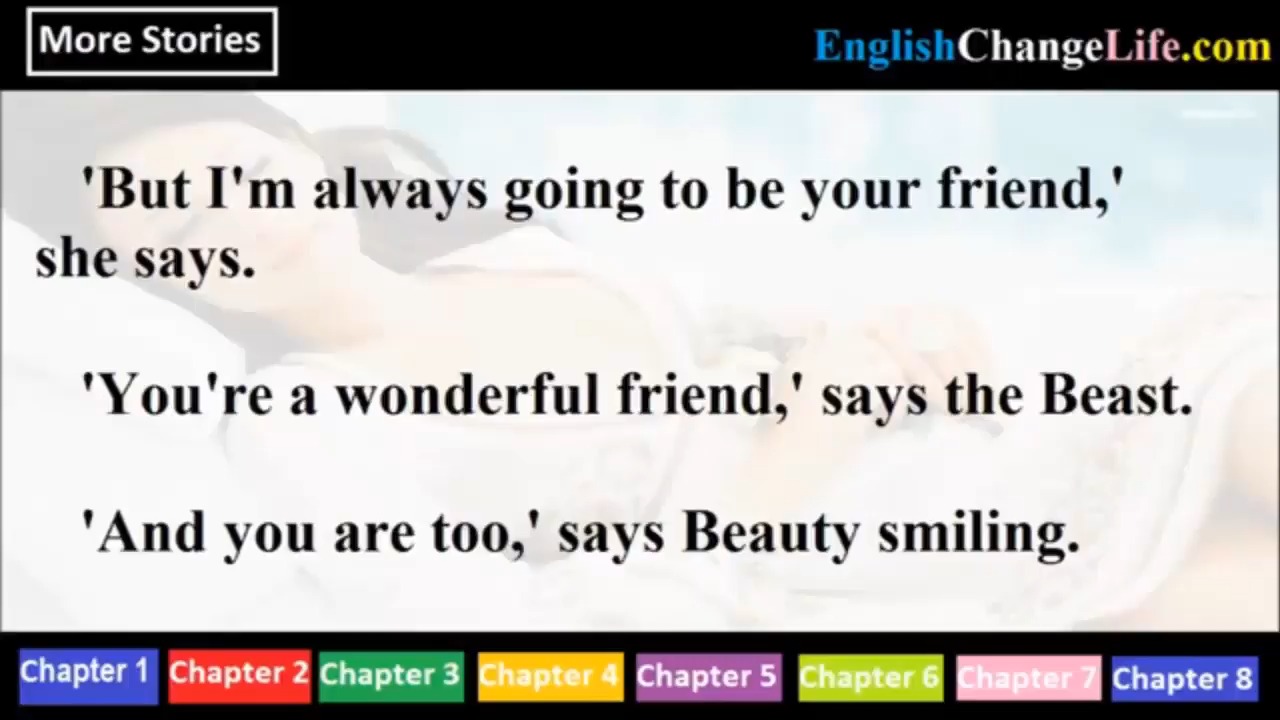 More Stories
EnglishChangeLife.com
'But I'm always going to be your friend,'
she says.
'You're a wonderful friend,' says the Beast.
'And you are too,' says Beauty smiling.
Chapter 1 Chapter 2 Chapter 3 Chapter 4 Chapter 5 Chapter 6 Chapter 7 Chapter 8